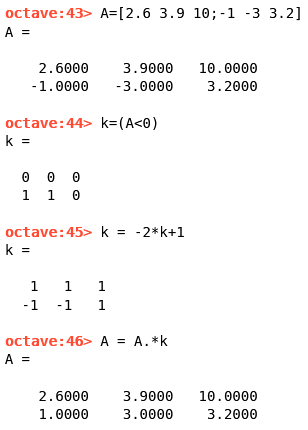 octave:43> A=[2.6 3.9 10;-1 -3 3.2]
A =
2.6000 3.9000 10.0000
-1.0000 -3.0000 3.2000
octave:44> k=(A<0)
k =
0 0 0
1 1 0
octave:45> k = -2*k+1
k =
1 1 1
-1 -1 1
octave:46> A = A.*k
A =
2.6000 3.9000 10.0000
1.0000 3.0000 3.2000